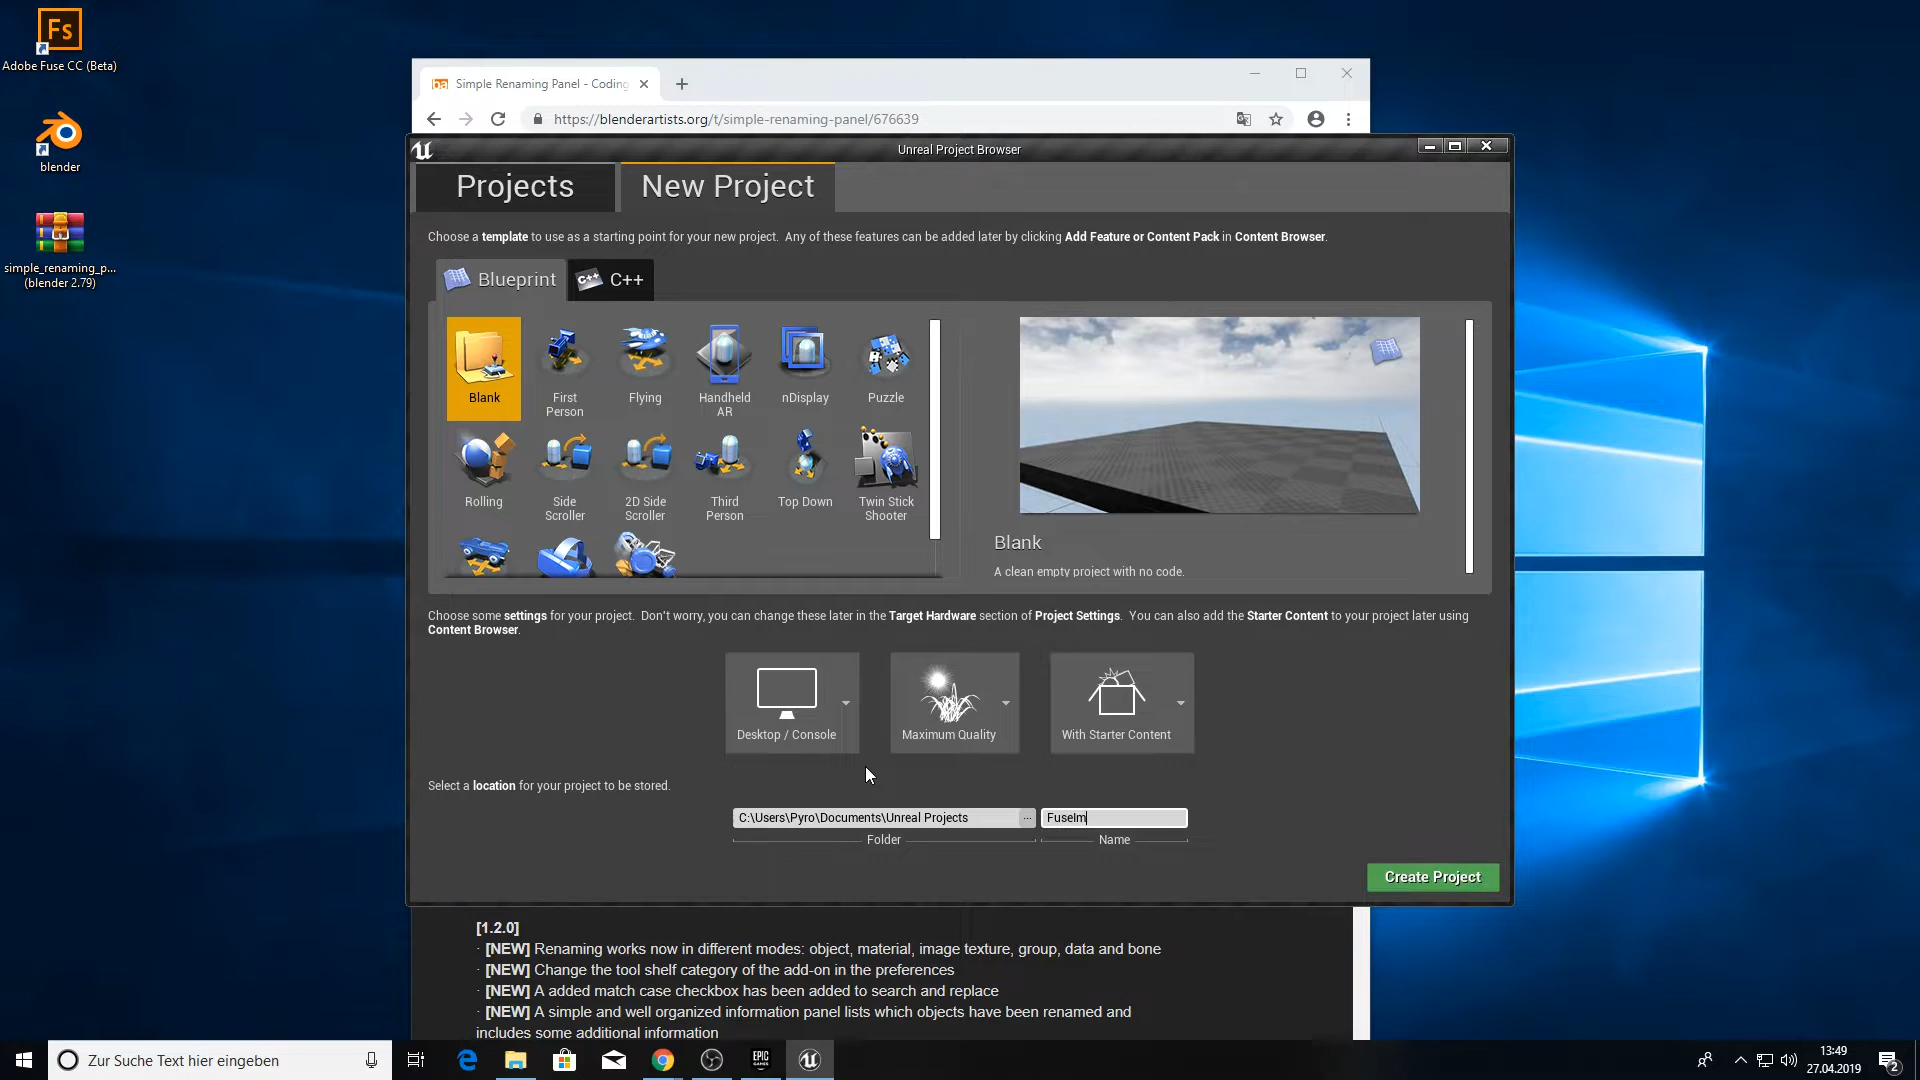 Fs
Adobe Fuse CC (Beta)
blender
simple_renaming_p...
(blender 2.79)
ba Simple Renaming Panel - Coding
https://blenderartists.org/t/simple-renaming-panel/676639
Unreal Project Browser
Projects
New Project
Choose a template to use as a starting point for your new project. Any of these features can be added later by clicking Add Feature or Content Pack in Content Browser.
Blueprint
C++ C++
Blank
First
Person
Flying
Handheld
AR
nDisplay
Puzzle
Rolling
Side
Scroller
2D Side
Scroller
Third
Person
Top Down
Twin Stick
Shooter
Blank
A clean empty project with no code.
Choose some settings for your project. Don't worry, you can change these later in the Target Hardware section of Project Settings. You can also add the Starter Content to your project later using
Content Browser.
Desktop / Console
Maximum Quality
With Starter Content
Select a location for your project to be stored.
C:\Users\Pyro\Documents\Unreal Projects
...
FuseIm
Folder
Name
Create Project
[1.2.0]
· [NEW] Renaming works now in different modes: object, material, image texture, group, data and bone
· [NEW] Change the tool shelf category of the add-on in the preferences
· [NEW] A added match case checkbox has been added to search and replace
· [NEW] A simple and well organized information panel lists which objects have been renamed and
includes some additional information
Zur Suche Text hier eingeben
EPIC
GAMES
13:49
27.04.2019
2